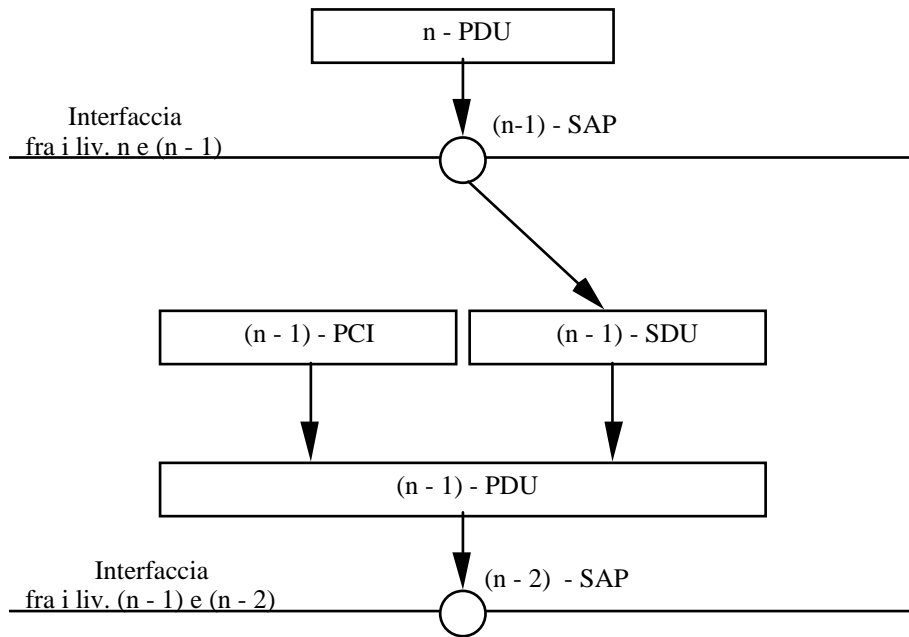 n - PDU
Interfaccia
fra i liv. n e (n - 1)
(n-1) - SAP
(n - 1) - PCI
(n - 1) - SDU
(n - 1) - PDU
Interfaccia
fra i liv. (n - 1) e (n - 2)
(n - 2) - SAP